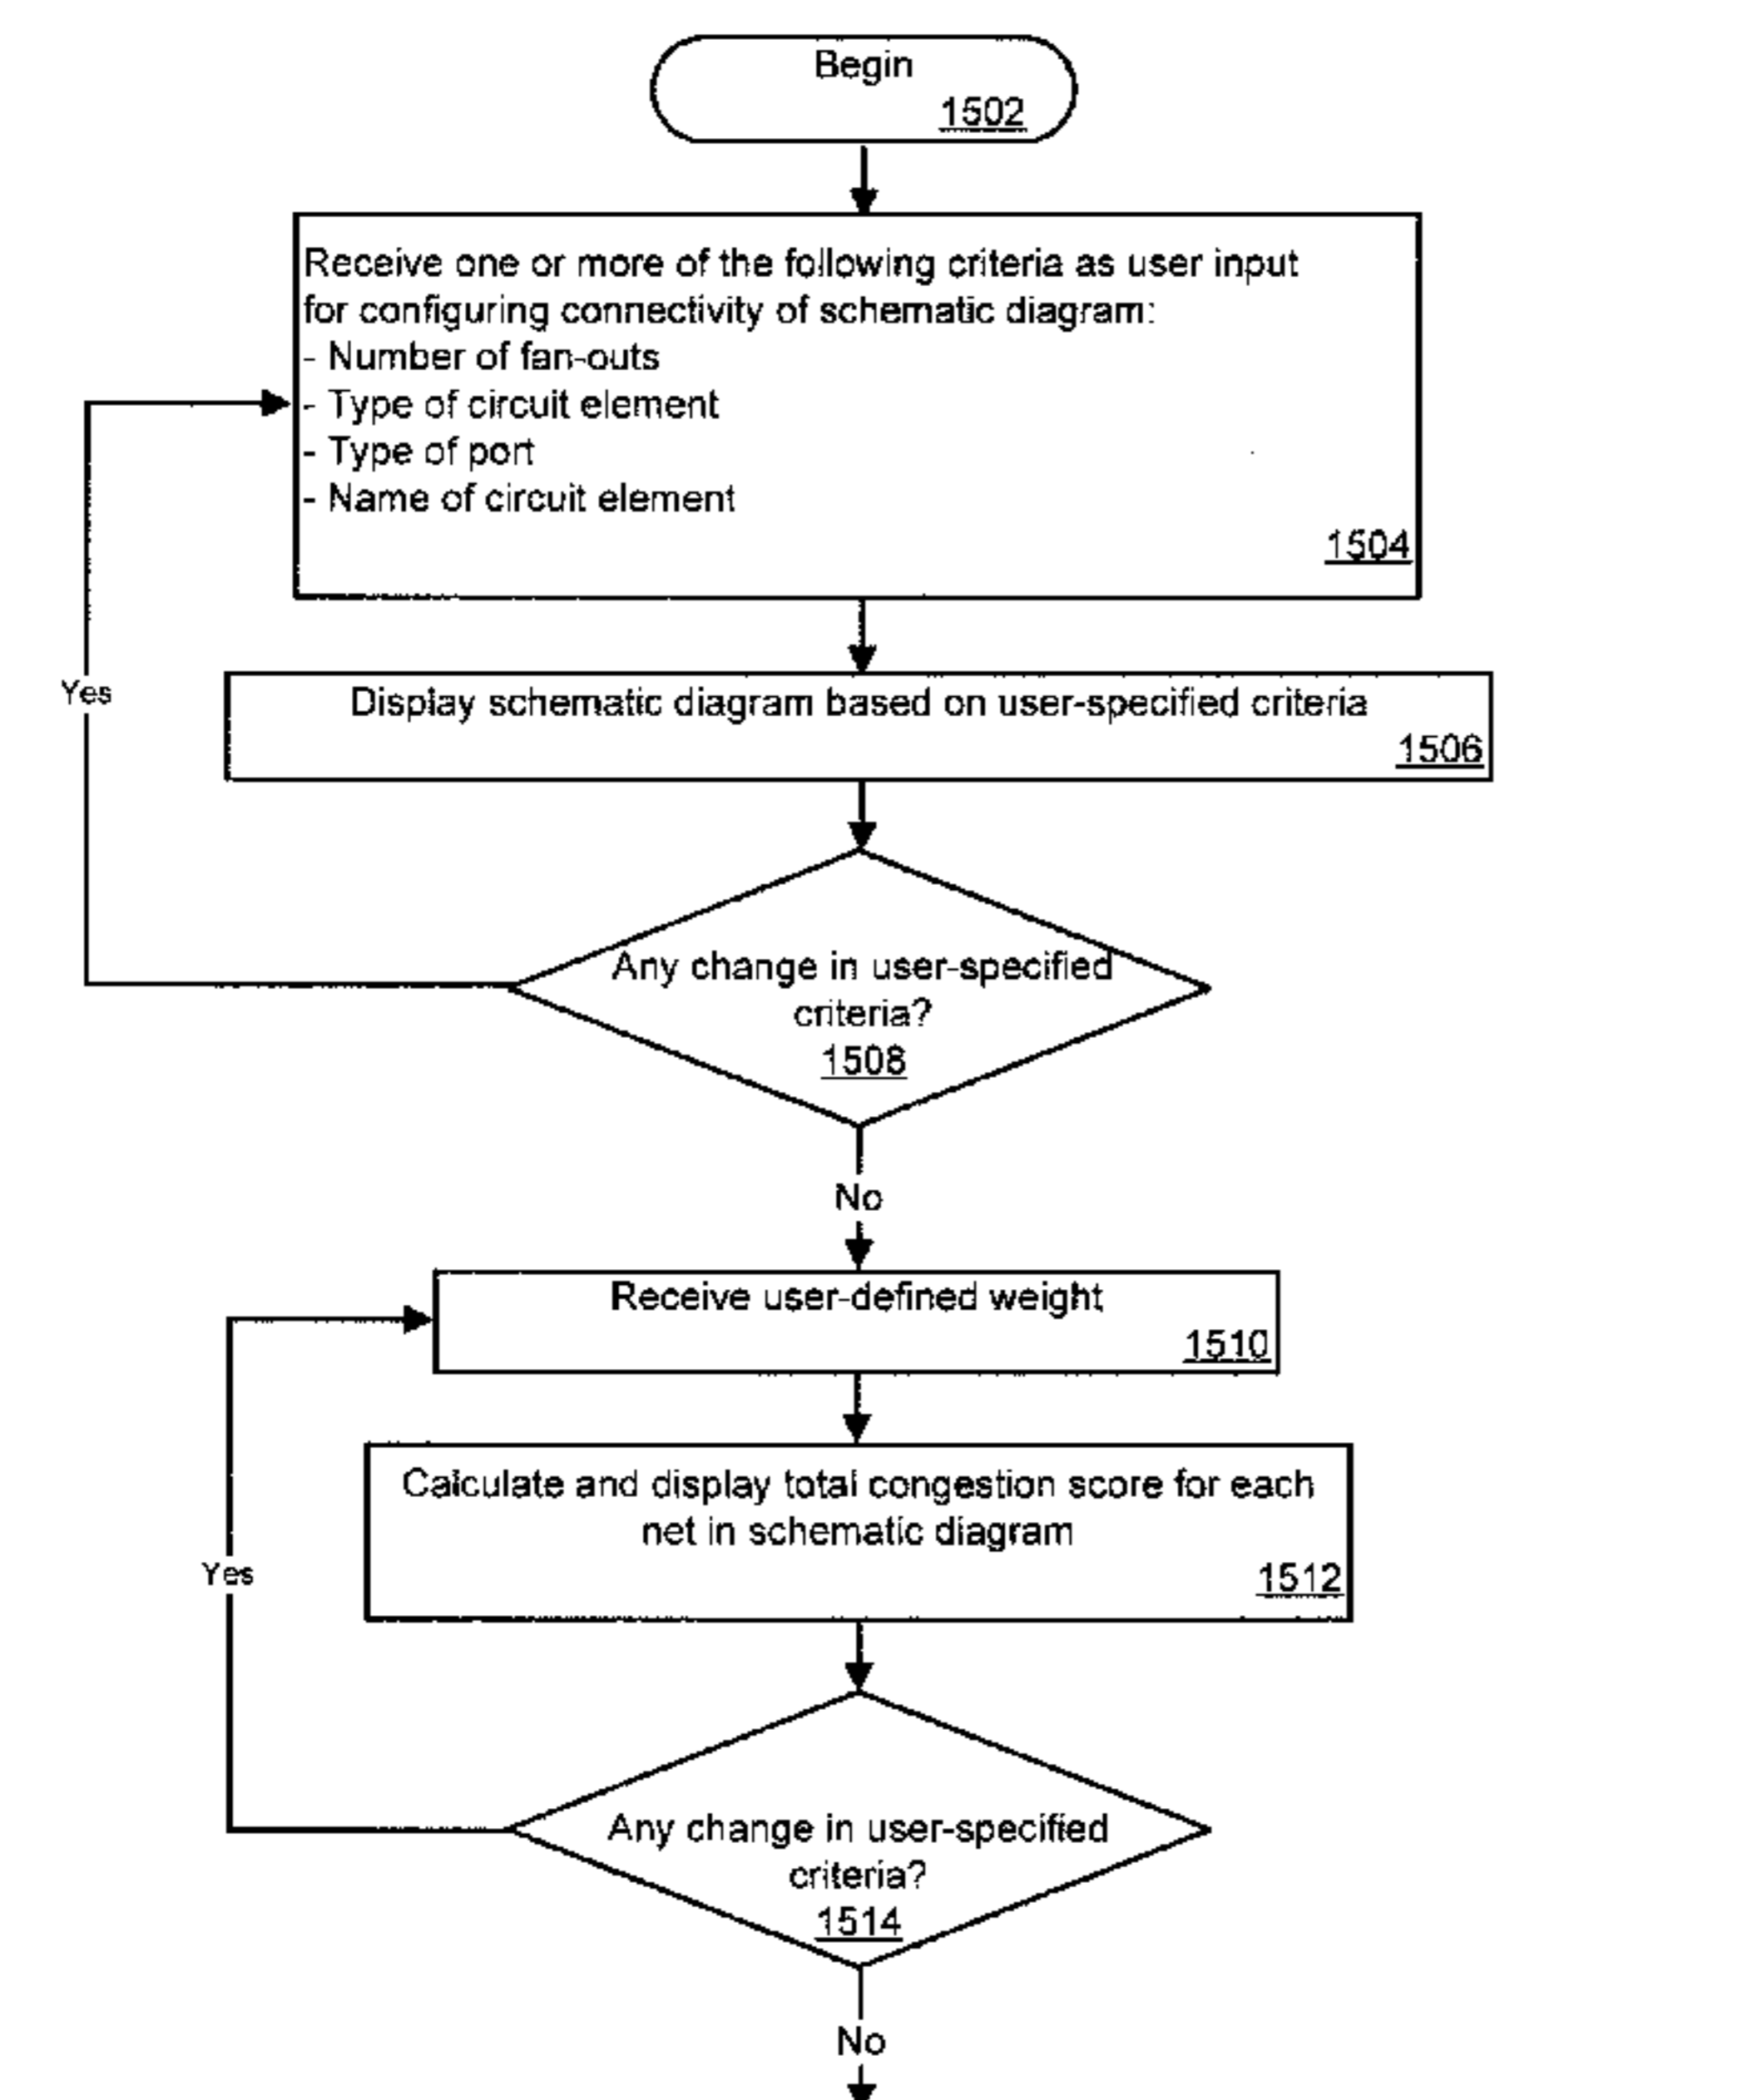 Begin
1502
Receive one or more of the following criteria as user input
for configuring connectivity of schematic diagram:
- Number of fan-outs
- Type of circuit element
- Type of port
- Name of circuit element
1504
Yes
Display schematic diagram based on user-specified criteria
1506
Any change in user-specified
criteria?
1508
No
Receive user-defined weight
1510
Calculate and display total congestion score for each
net in schematic diagram
1512
Yes
Any change in user-specified
criteria?
1514
No